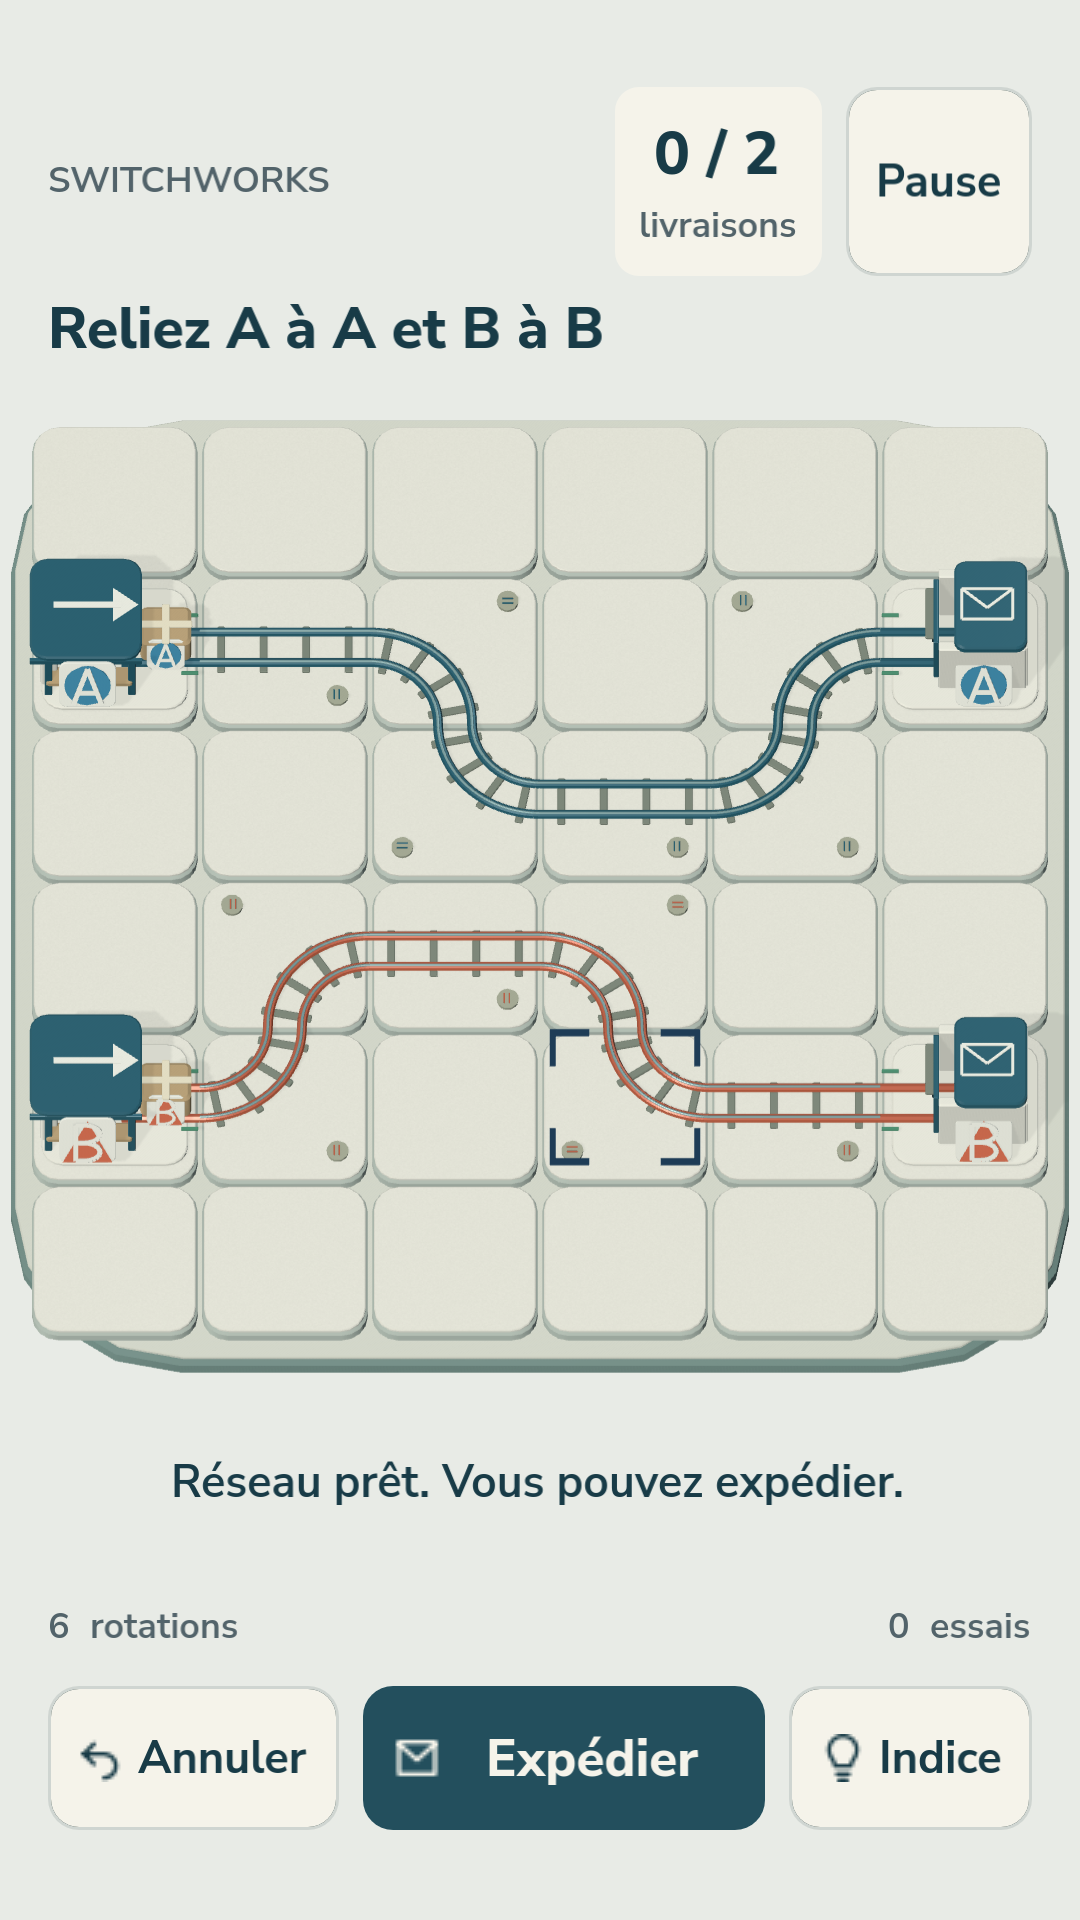 SWITCHWORKS
0 / 2
livraisons
Pause
Reliez A à A et B à B
A
A
A
B
B
B
Réseau prêt. Vous pouvez expédier.
6 rotations
0 essais
Annuler
Expédier
Indice